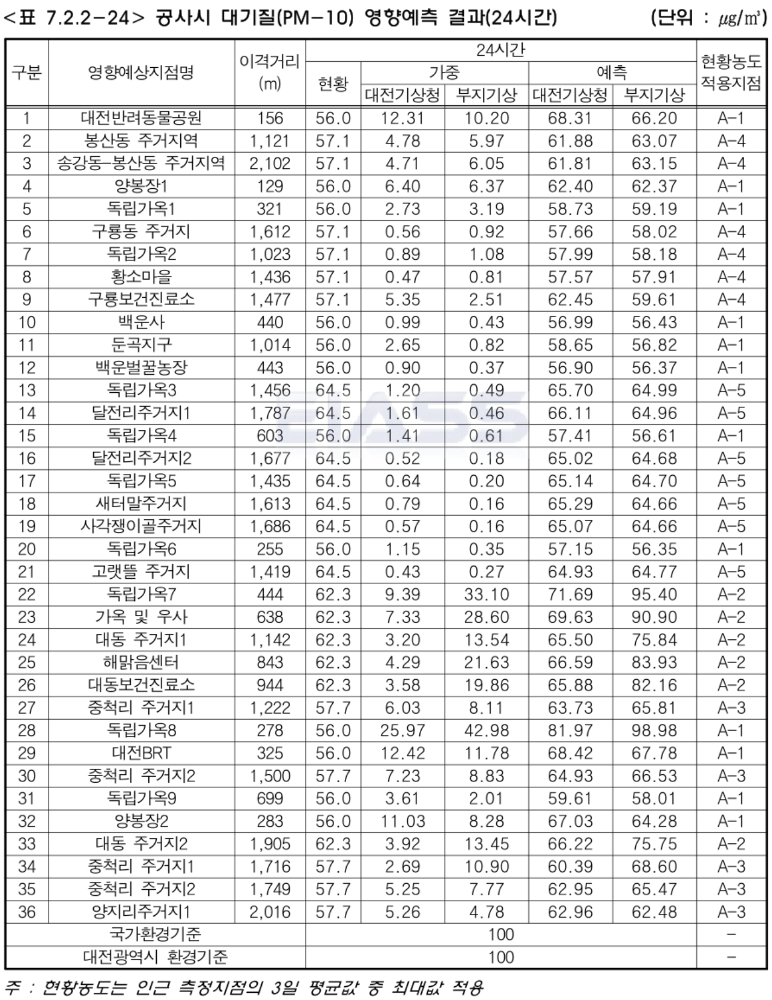 <표 7.2.2-24> 공사시 대기질(PM-10) 영향예측 결과(24시간) (단위 : ㎍/㎥)
구분 영향예상지점명 이격거리(m) 24시간 현황농도 적용지점
현황 가중 예측
대전기상청 부지기상 대전기상청 부지기상
1 대전반려동물공원 156 56.0 12.31 10.20 68.31 66.20 A-1
2 봉산동 주거지역 1,121 57.1 4.78 5.97 61.88 63.07 A-4
3 송강동-봉산동 주거지역 2,102 57.1 4.71 6.05 61.81 63.15 A-4
4 양봉장1 129 56.0 6.40 6.37 62.40 62.37 A-1
5 독립가옥1 321 56.0 2.73 3.19 58.73 59.19 A-1
6 구룡동 주거지 1,612 57.1 0.56 0.92 57.66 58.02 A-4
7 독립가옥2 1,023 57.1 0.89 1.08 57.99 58.18 A-4
8 황소마을 1,436 57.1 0.47 0.81 57.57 57.91 A-4
9 구룡보건진료소 1,477 57.1 5.35 2.51 62.45 59.61 A-4
10 백운사 440 56.0 0.99 0.43 56.99 56.43 A-1
11 둔곡지구 1,014 56.0 2.65 0.82 58.65 56.82 A-1
12 백운벌꿀농장 443 56.0 0.90 0.37 56.90 56.37 A-1
13 독립가옥3 1,456 64.5 1.20 0.49 65.70 64.99 A-5
14 달전리주거지1 1,787 64.5 1.61 0.46 66.11 64.96 A-5
15 독립가옥4 603 56.0 1.41 0.61 57.41 56.61 A-1
16 달전리주거지2 1,677 64.5 0.52 0.18 65.02 64.68 A-5
17 독립가옥5 1,435 64.5 0.64 0.20 65.14 64.70 A-5
18 새터말주거지 1,613 64.5 0.79 0.16 65.29 64.66 A-5
19 사각쟁이골주거지 1,686 64.5 0.57 0.16 65.07 64.66 A-5
20 독립가옥6 255 56.0 1.15 0.35 57.15 56.35 A-1
21 고랫뜰 주거지 1,419 64.5 0.43 0.27 64.93 64.77 A-5
22 독립가옥7 444 62.3 9.39 33.10 71.69 95.40 A-2
23 가옥 및 우사 638 62.3 7.33 28.60 69.63 90.90 A-2
24 대동 주거지1 1,142 62.3 3.20 13.54 65.50 75.84 A-2
25 해맑음센터 843 62.3 4.29 21.63 66.59 83.93 A-2
26 대동보건진료소 944 62.3 3.58 19.86 65.88 82.16 A-2
27 중척리 주거지1 1,222 57.7 6.03 8.11 63.73 65.81 A-3
28 독립가옥8 278 56.0 25.97 42.98 81.97 98.98 A-1
29 대전BRT 325 56.0 12.42 11.78 68.42 67.78 A-1
30 중척리 주거지2 1,500 57.7 7.23 8.83 64.93 66.53 A-3
31 독립가옥9 699 56.0 3.61 2.01 59.61 58.01 A-1
32 양봉장2 283 56.0 11.03 8.28 67.03 64.28 A-1
33 대동 주거지2 1,905 62.3 3.92 13.45 66.22 75.75 A-2
34 중척리 주거지1 1,716 57.7 2.69 10.90 60.39 68.60 A-3
35 중척리 주거지2 1,749 57.7 5.25 7.77 62.95 65.47 A-3
36 양지리주거지1 2,016 57.7 5.26 4.78 62.96 62.48 A-3
국가환경기준 100 -
대전광역시 환경기준 100 -
주 : 현황농도는 인근 측정지점의 3일 평균값 중 최대값 적용
EIASS